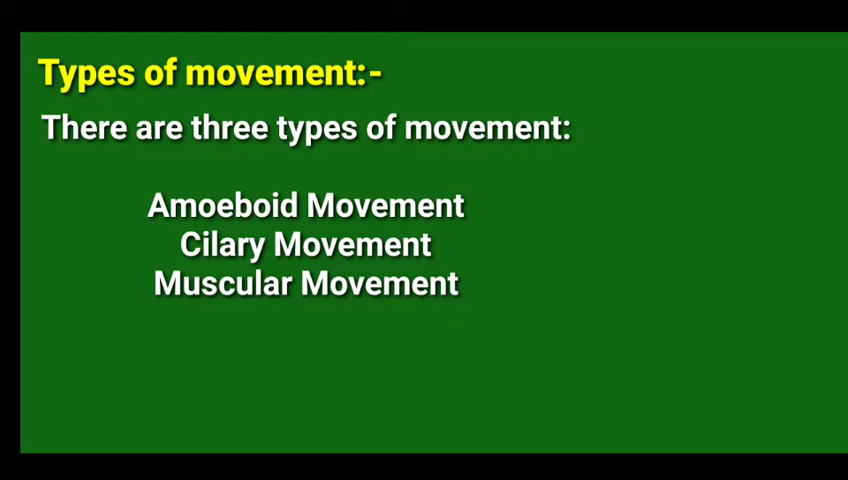 Types of movement:-
There are three types of movement:
Amoeboid Movement
Cilary Movement
Muscular Movement